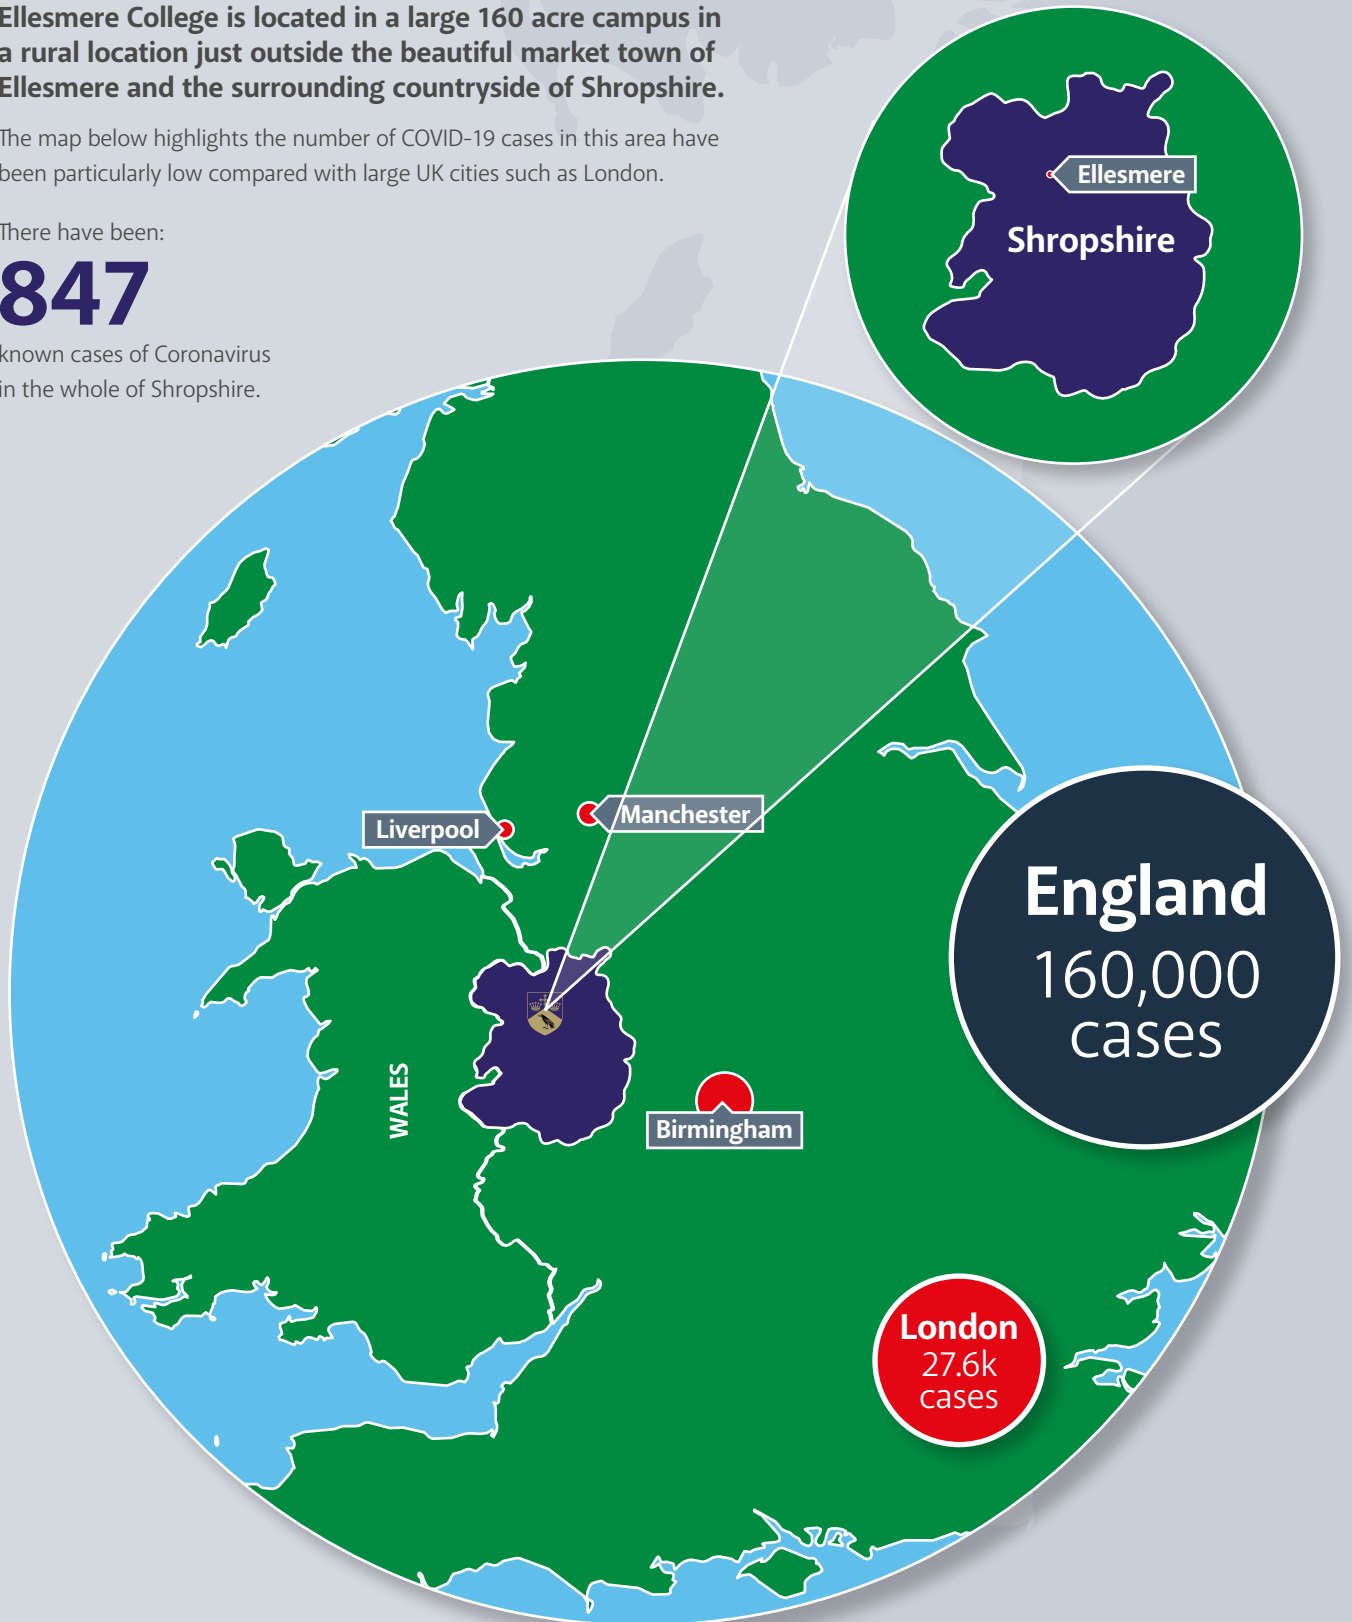 Ellesmere College is located in a large 160 acre campus in
a rural location just outside the beautiful market town of
Ellesmere and the surrounding countryside of Shropshire.
The map below highlights the number of COVID-19 cases in this area have
been particularly low compared with large UK cities such as London.
There have been:
847
known cases of Coronavirus
in the whole of Shropshire.
Ellesmere
Shropshire
Liverpool
Manchester
England
160,000
cases
WALES
Birmingham
London
27.6k
cases